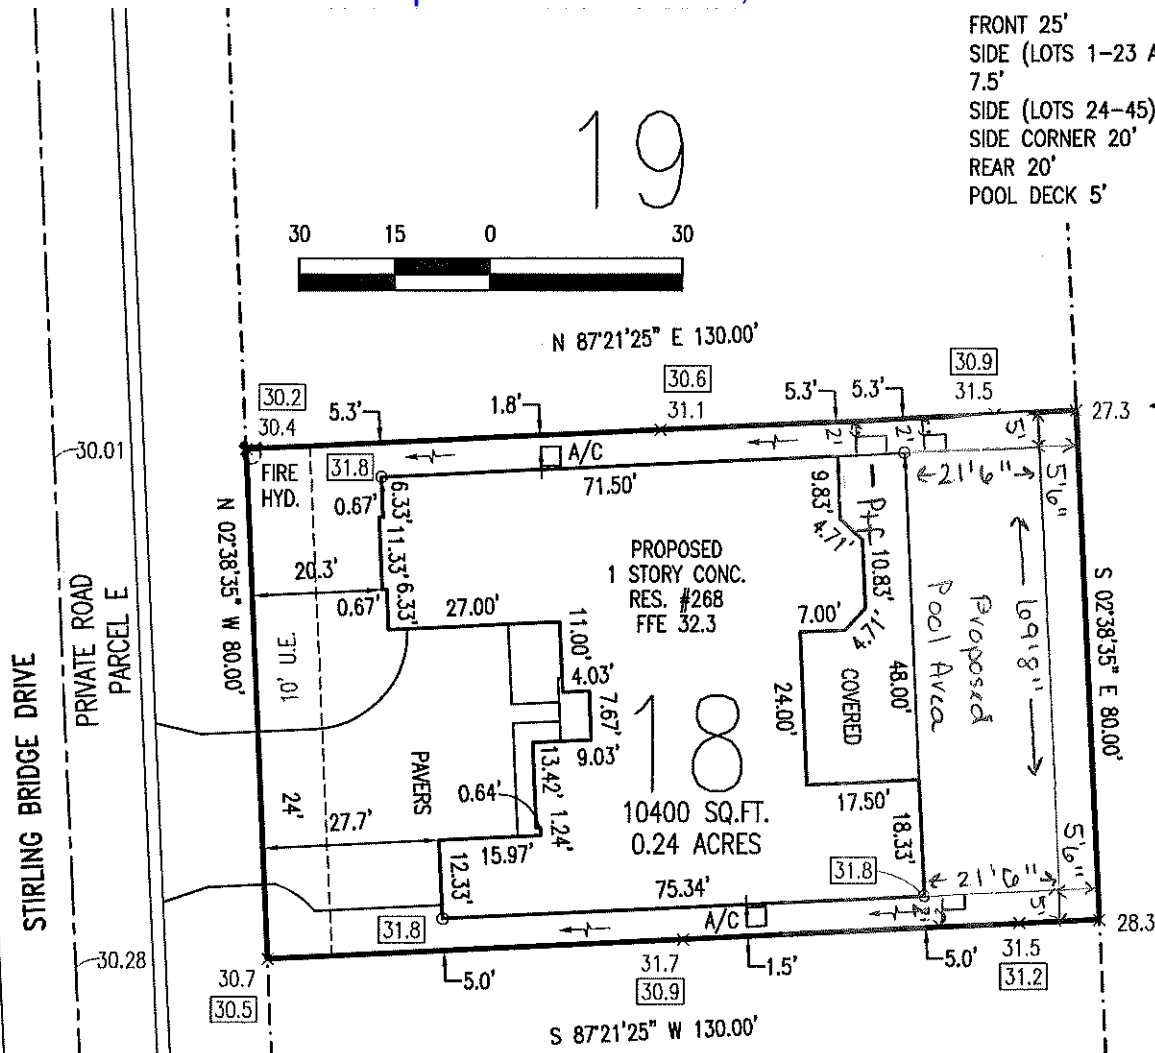 FRONT 25'
SIDE (LOTS 1-23 A
7.5'
SIDE (LOTS 24-45)
SIDE CORNER 20'
REAR 20'
POOL DECK 5'
19
30 15 0 30
N 87°21'25" E 130.00'
30.2
30.4
5.3'
1.8'
30.6
31.1
5.3'
5.3'
30.9
31.5
27.3
30.01
FIRE
HYD.
31.8
A/C
71.50'
2'
2'
5'
5'6"
21'6"
0.67'
6.33'
11.33'
6.33'
0.67'
20.3'
27.00'
9.83'
4.71'
10.83'
4.71'
7.00'
PROPOSED
1 STORY CONC.
RES. #268
FFE 32.3
N 02°38'35" W 80.00'
S 02°38'35" E 80.00'
STIRLING BRIDGE DRIVE
PRIVATE ROAD
PARCEL E
10' U.E.
24'
PAVERS
11.00'
4.03'
7.67'
9.03'
13.42'
1.24'
0.64'
27.7'
15.97'
12.33'
24.00'
COVERED
48.00'
17.50'
18.33'
Proposed
Pool Area
69'8"
18
10400 SQ.FT.
0.24 ACRES
75.34'
31.8
21'6"
5'6"
5'
2'
2'
A/C
31.8
30.28
30.7
30.5
5.0'
31.7
30.9
1.5'
5.0'
31.5
31.2
28.3
S 87°21'25" W 130.00'